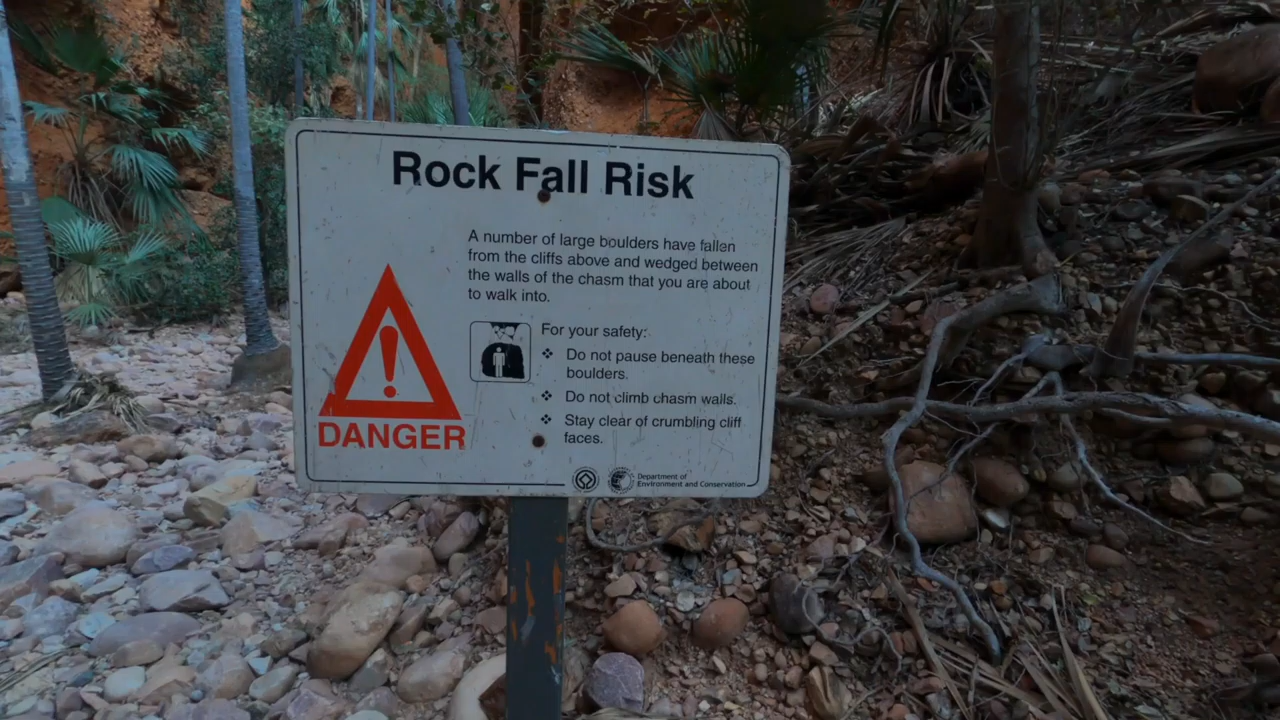 Rock Fall Risk
A number of large boulders have fallen
from the cliffs above and wedged between
the walls of the chasm that you are about
to walk into.
For your safety:
❖ Do not pause beneath these
boulders.
❖ Do not climb chasm walls.
❖ Stay clear of crumbling cliff
faces.
DANGER
Department of
Environment and Conservation